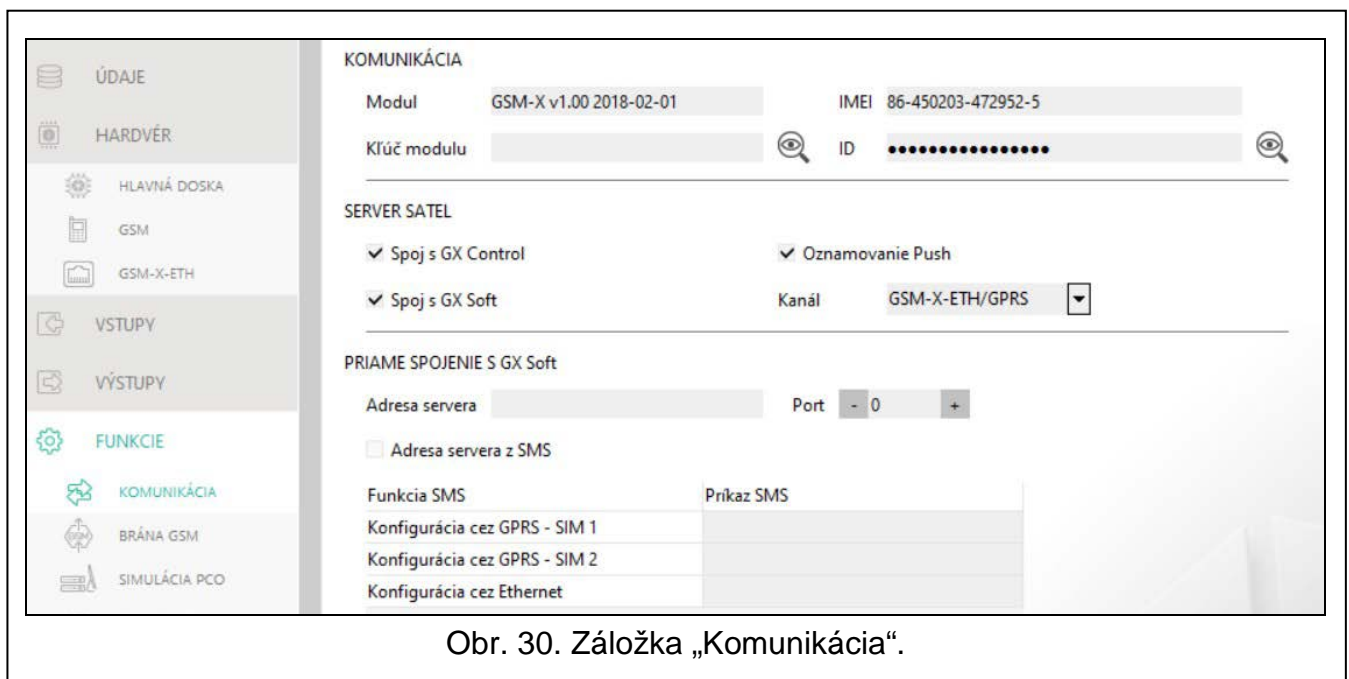 ÚDAJE
HARDVÉR
HLAVNÁ DOSKA
GSM
GSM-X-ETH
VSTUPY
VÝSTUPY
FUNKCIE
KOMUNIKÁCIA
BRÁNA GSM
SIMULÁCIA PCO
KOMUNIKÁCIA
Modul GSM-X v1.00 2018-02-01 IMEI 86-450203-472952-5
Kľúč modulu ID ••••••••••••••••
SERVER SATEL
Spoj s GX Control Oznamovanie Push
Spoj s GX Soft Kanál GSM-X-ETH/GPRS
PRIAME SPOJENIE S GX Soft
Adresa servera Port - 0 +
Adresa servera z SMS
Funkcia SMS Príkaz SMS
Konfigurácia cez GPRS - SIM 1
Konfigurácia cez GPRS - SIM 2
Konfigurácia cez Ethernet
Obr. 30. Záložka „Komunikácia“.